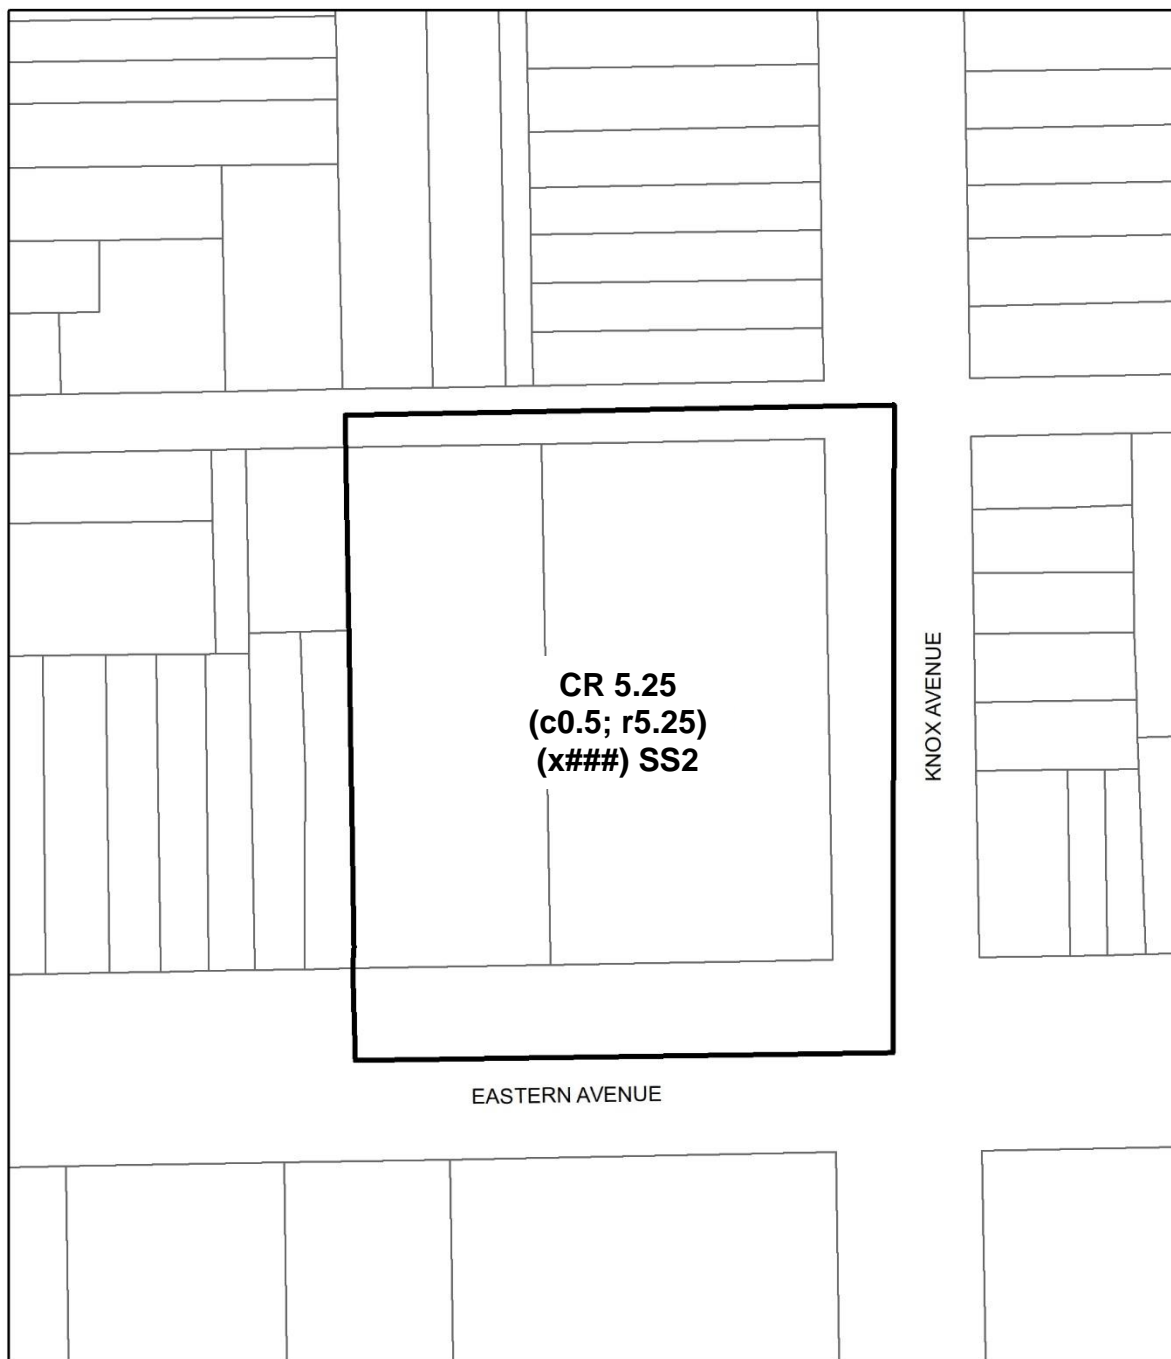 CR 5.25
(c0.5; r5.25)
(x###) SS2
KNOX AVENUE
EASTERN AVENUE